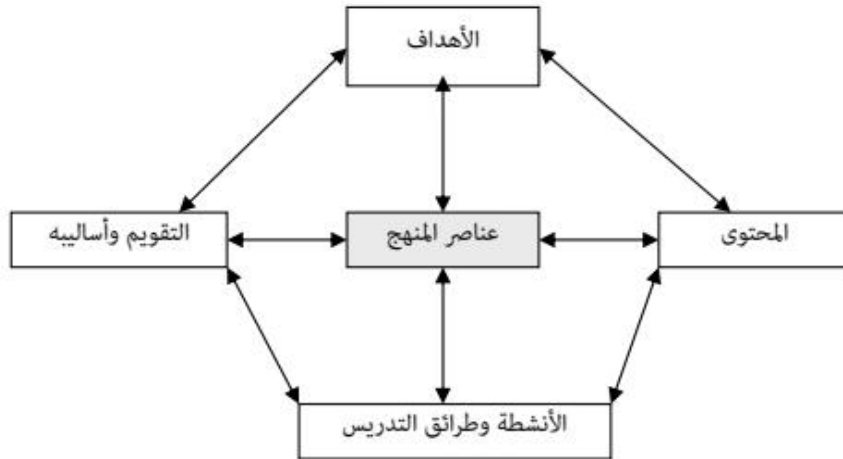 الأهداف
المحتوى
عناصر المنهج
التقويم وأساليبه
الأنشطة وطرائق التدريس